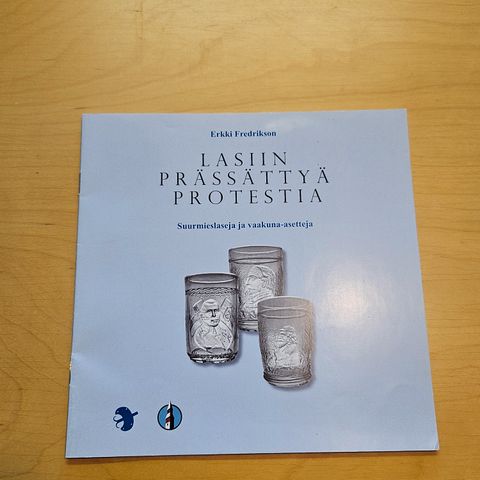 Erkki Fredrikson
LASIIN
PRÄSSÄTTYÄ
PROTESTIA
Suurmieslaseja ja vaakuna-asetteja